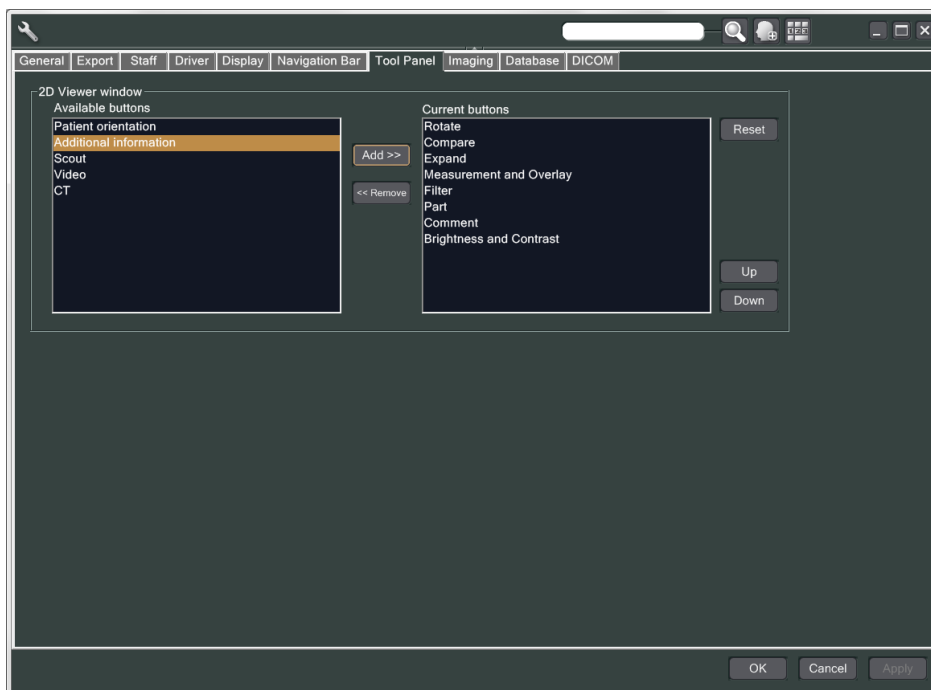 General Export Staff Driver Display Navigation Bar Tool Panel Imaging Database DICOM
2D Viewer window
Available buttons
Patient orientation
Additional information
Scout
Video
CT
Add >>
<< Remove
Current buttons
Rotate
Compare
Expand
Measurement and Overlay
Filter
Part
Comment
Brightness and Contrast
Reset
Up
Down
OK Cancel Apply